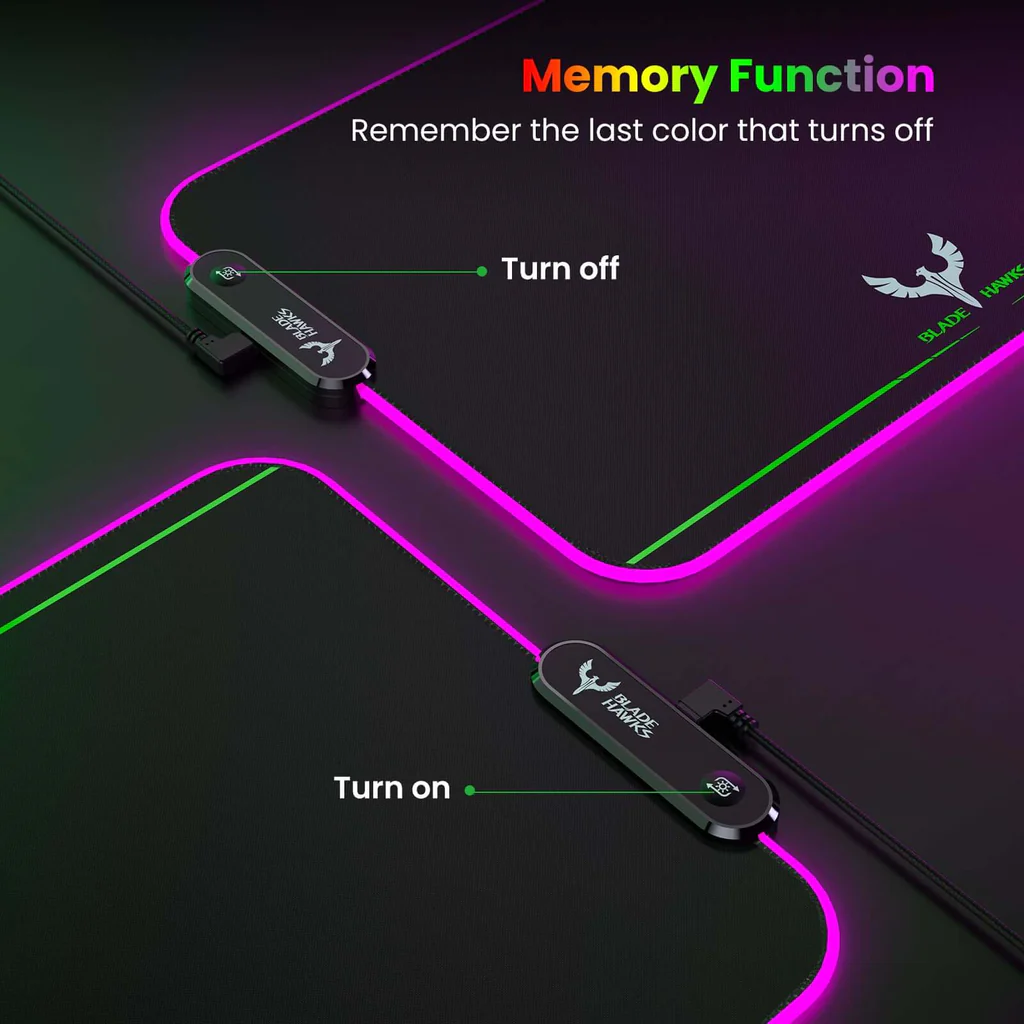 Memory Function
Remember the last color that turns off
Turn off
BLADE HAWKS
BLADE
HAWKS
BLADE
HAWKS
Turn on